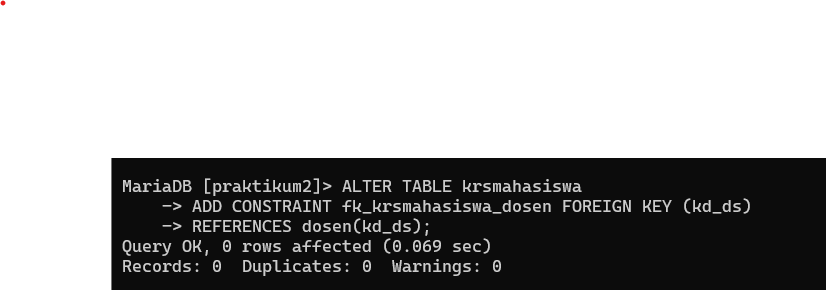 MariaDB [praktikum2]> ALTER TABLE krsmahasiswa
    -> ADD CONSTRAINT fk_krsmahasiswa_dosen FOREIGN KEY (kd_ds)
    -> REFERENCES dosen(kd_ds);
Query OK, 0 rows affected (0.069 sec)
Records: 0  Duplicates: 0  Warnings: 0